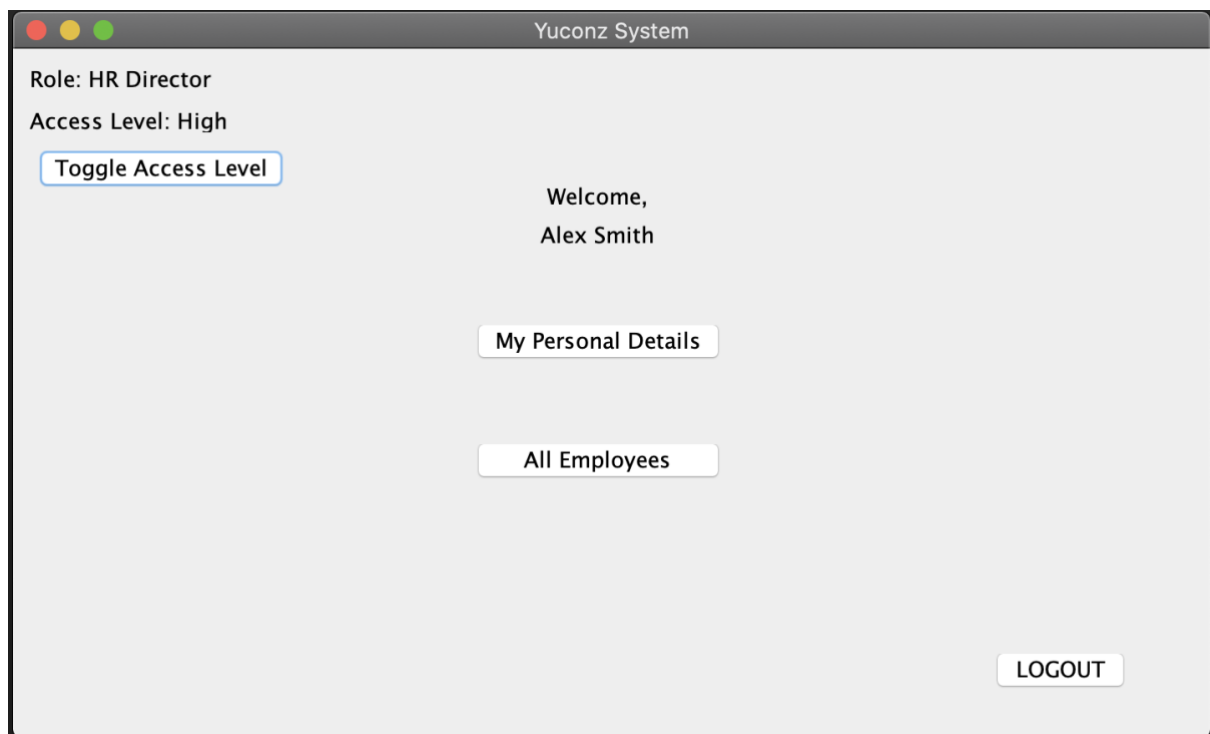 Yuconz System
Role: HR Director
Access Level: High
Toggle Access Level
Welcome,
Alex Smith
My Personal Details
All Employees
LOGOUT